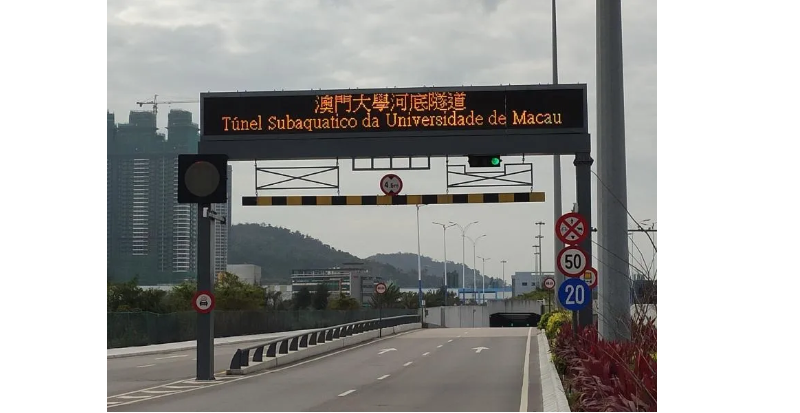 澳門大學河底隧道
Túnel Subaquatico da Universidade de Macau
50
20